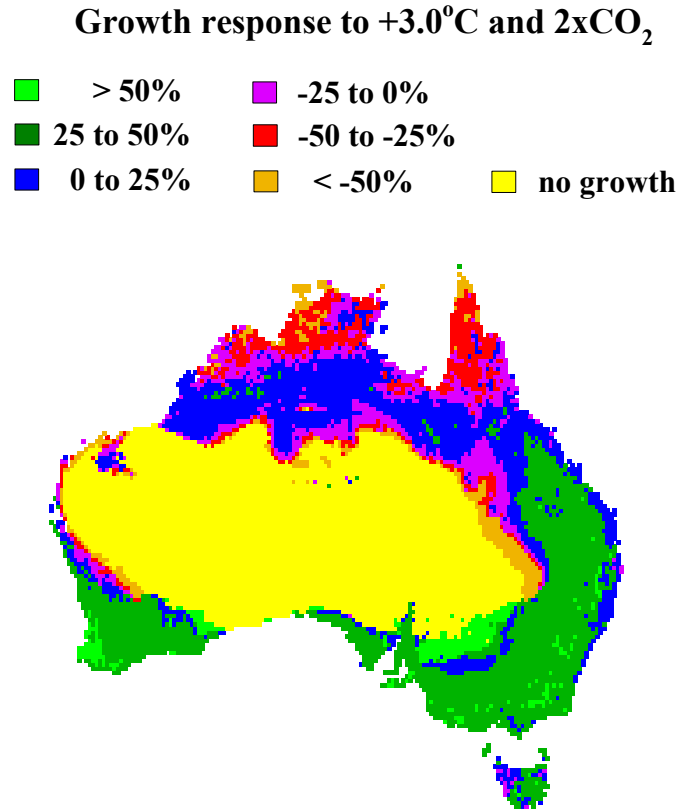 Growth response to +3.0°C and 2xCO₂
> 50% -25 to 0%
25 to 50% -50 to -25%
0 to 25% < -50% no growth